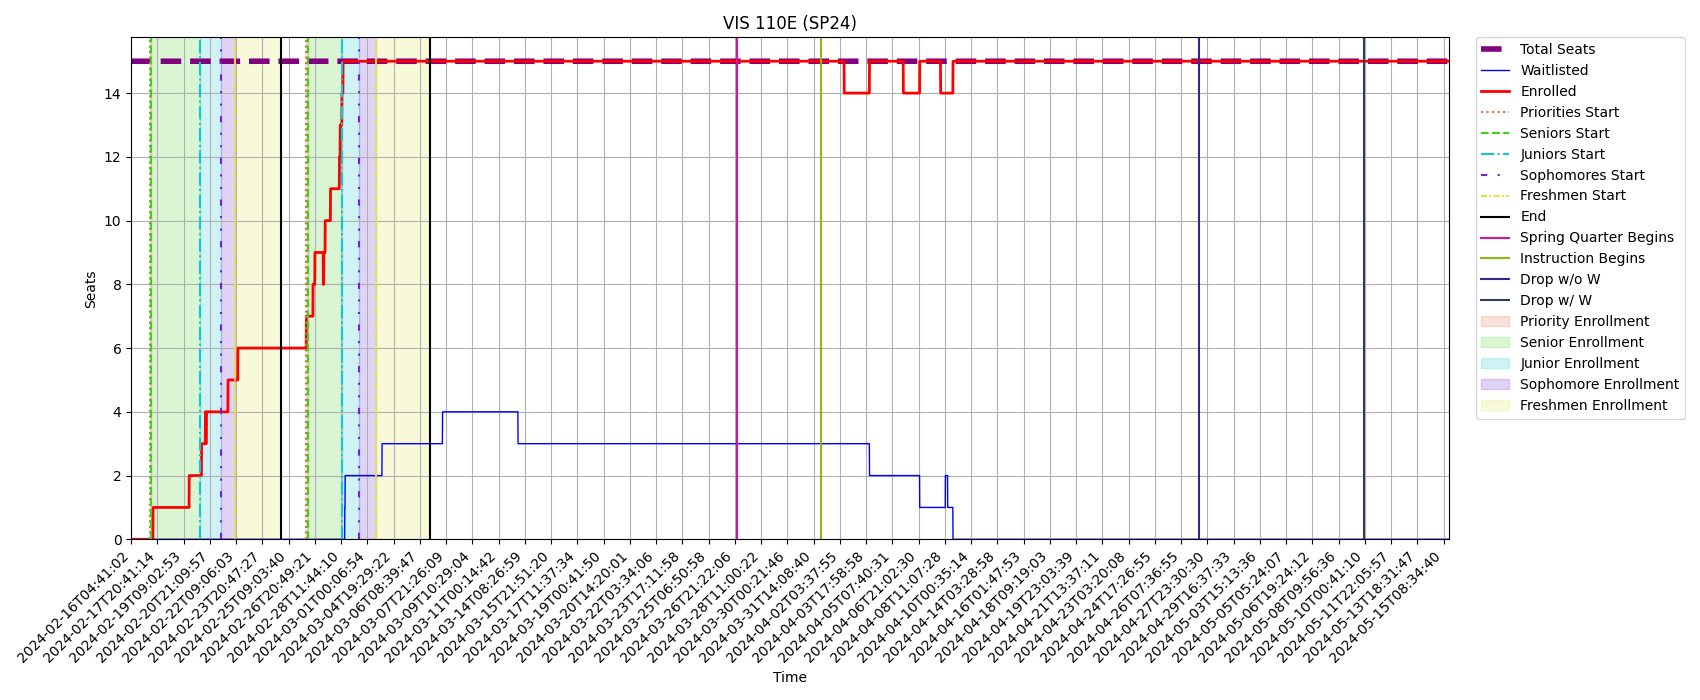 VIS 110E (SP24)
Seats
14
12
10
8
6
4
2
0
2024-02-16T04:41:02
2024-02-17T20:41:14
2024-02-19T09:02:53
2024-02-20T21:09:57
2024-02-22T09:06:03
2024-02-23T20:47:27
2024-02-25T09:03:40
2024-02-26T20:49:21
2024-02-28T11:44:10
2024-03-01T00:06:54
2024-03-04T19:29:22
2024-03-06T08:39:47
2024-03-07T21:26:09
2024-03-11T10:29:04
2024-03-13T00:14:42
2024-03-14T08:26:59
2024-03-15T21:51:20
2024-03-17T11:37:34
2024-03-19T00:41:50
2024-03-20T14:20:01
2024-03-22T03:34:06
2024-03-23T17:11:58
2024-03-25T06:50:58
2024-03-26T21:22:06
2024-03-28T11:00:22
2024-03-30T00:21:46
2024-03-31T14:08:40
2024-04-02T03:37:55
2024-04-03T17:58:58
2024-04-05T07:40:31
2024-04-06T21:02:30
2024-04-08T11:07:28
2024-04-10T00:35:14
2024-04-14T03:28:58
2024-04-16T01:47:53
2024-04-18T09:19:03
2024-04-19T23:03:39
2024-04-21T13:37:11
2024-04-23T03:20:08
2024-04-24T17:26:55
2024-04-26T07:36:55
2024-04-27T23:30:30
2024-04-29T16:37:33
2024-05-03T15:13:36
2024-05-05T05:24:07
2024-05-06T19:24:12
2024-05-08T09:56:36
2024-05-10T00:41:10
2024-05-11T22:05:57
2024-05-13T18:31:47
2024-05-15T08:34:40
Time
Total Seats
Waitlisted
Enrolled
Priorities Start
Seniors Start
Juniors Start
Sophomores Start
Freshmen Start
End
Spring Quarter Begins
Instruction Begins
Drop w/o W
Drop w/ W
Priority Enrollment
Senior Enrollment
Junior Enrollment
Sophomore Enrollment
Freshmen Enrollment